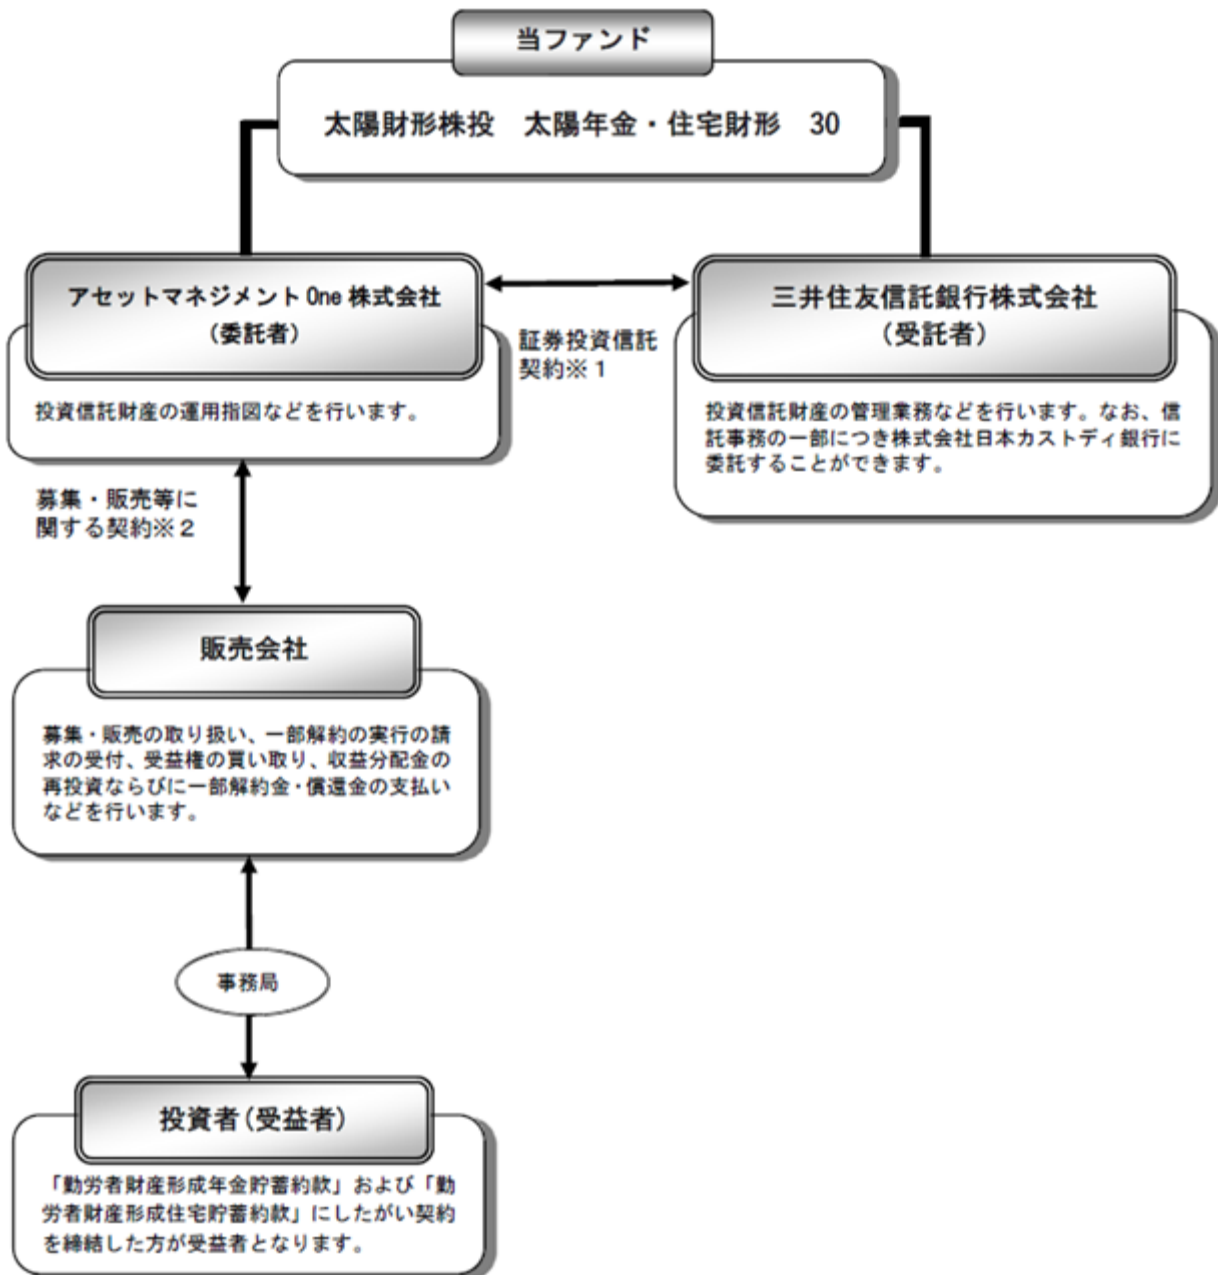 当ファンド
太陽財形株投　太陽年金・住宅財形　30
アセットマネジメント One 株式会社
(委託者)
投資信託財産の運用指図などを行います。
証券投資信託
契約※１
三井住友信託銀行株式会社
(受託者)
投資信託財産の管理業務などを行います。なお、信
託事務の一部につき株式会社日本カストディ銀行に
委託することができます。
募集・販売等に
関する契約※２
販売会社
募集・販売の取り扱い、一部解約の実行の請
求の受付、受益権の買い取り、収益分配金の
再投資ならびに一部解約金・償還金の支払い
などを行います。
事務局
投資者(受益者)
「勤労者財産形成年金貯蓄約款」および「勤
労者財産形成住宅貯蓄約款」にしたがい契約
を締結した方が受益者となります。